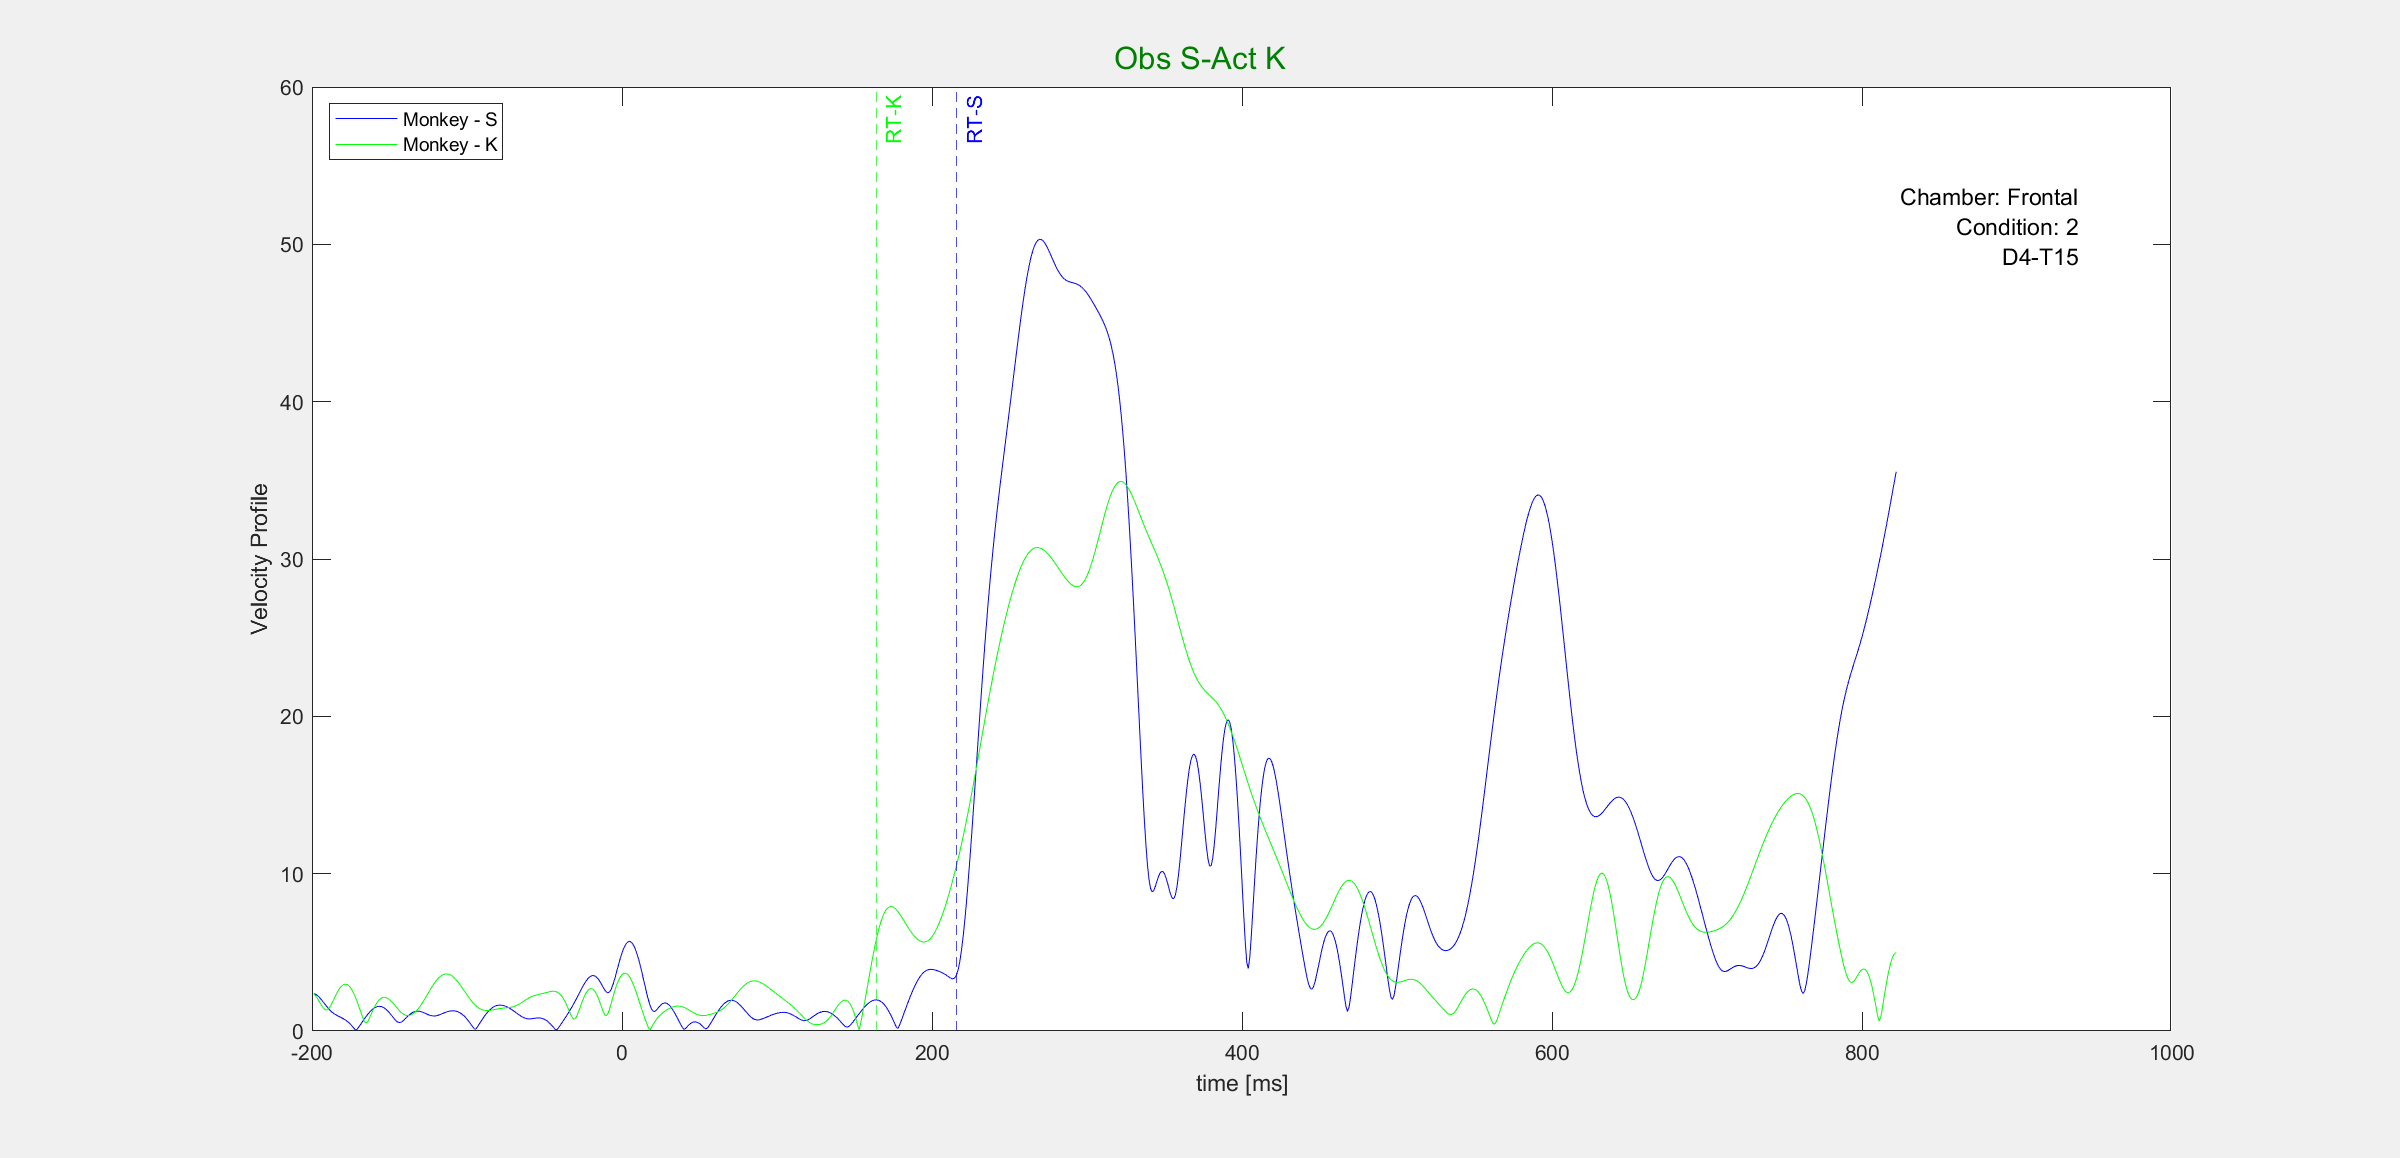 Obs S-Act K
Monkey - S
Monkey - K
RT-K
RT-S
Chamber: Frontal
Condition: 2
D4-T15
Velocity Profile
60
50
40
30
20
10
0
-200
0
200
400
600
800
1000
time [ms]